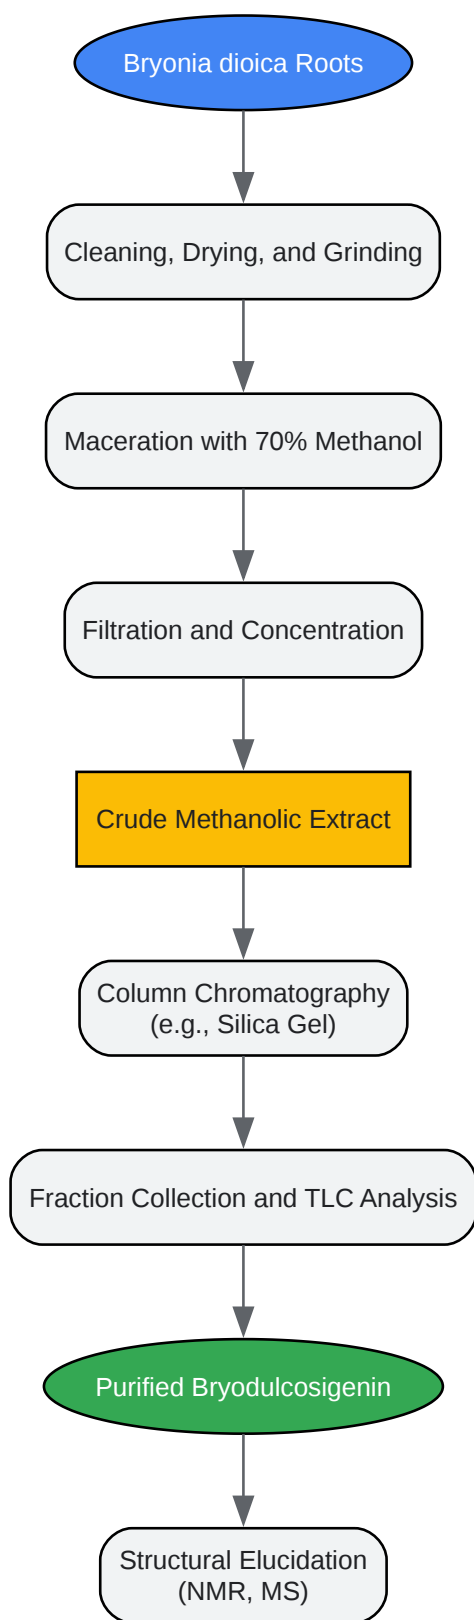 Bryonia dioica Roots
Cleaning, Drying, and Grinding
Maceration with 70% Methanol
Filtration and Concentration
Crude Methanolic Extract
Column Chromatography
(e.g., Silica Gel)
Fraction Collection and TLC Analysis
Purified Bryodulcosigenin
Structural Elucidation
(NMR, MS)